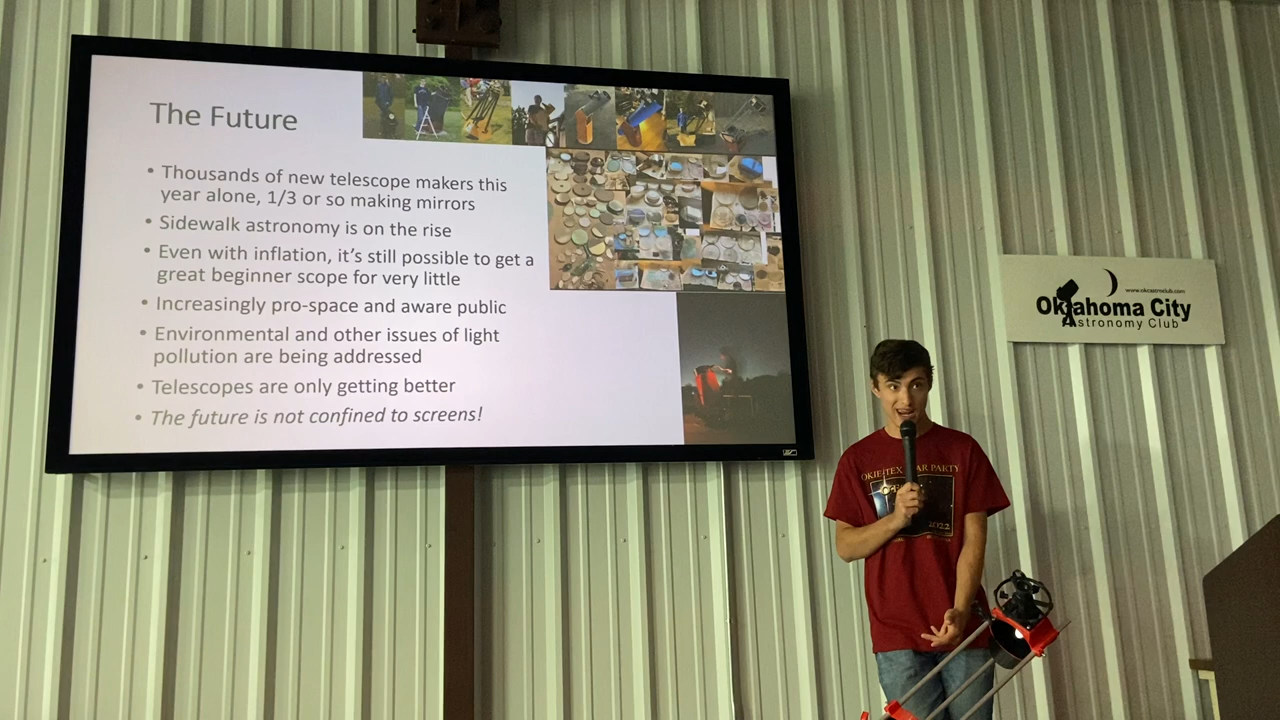 The Future
• Thousands of new telescope makers this
year alone, 1/3 or so making mirrors
• Sidewalk astronomy is on the rise
• Even with inflation, it's still possible to get a
great beginner scope for very little
• Increasingly pro-space and aware public
• Environmental and other issues of light
pollution are being addressed
• Telescopes are only getting better
• The future is not confined to screens!
www.okcastroclub.com
Oklahoma City
Astronomy Club
OKIE-TEX STAR PARTY
2022